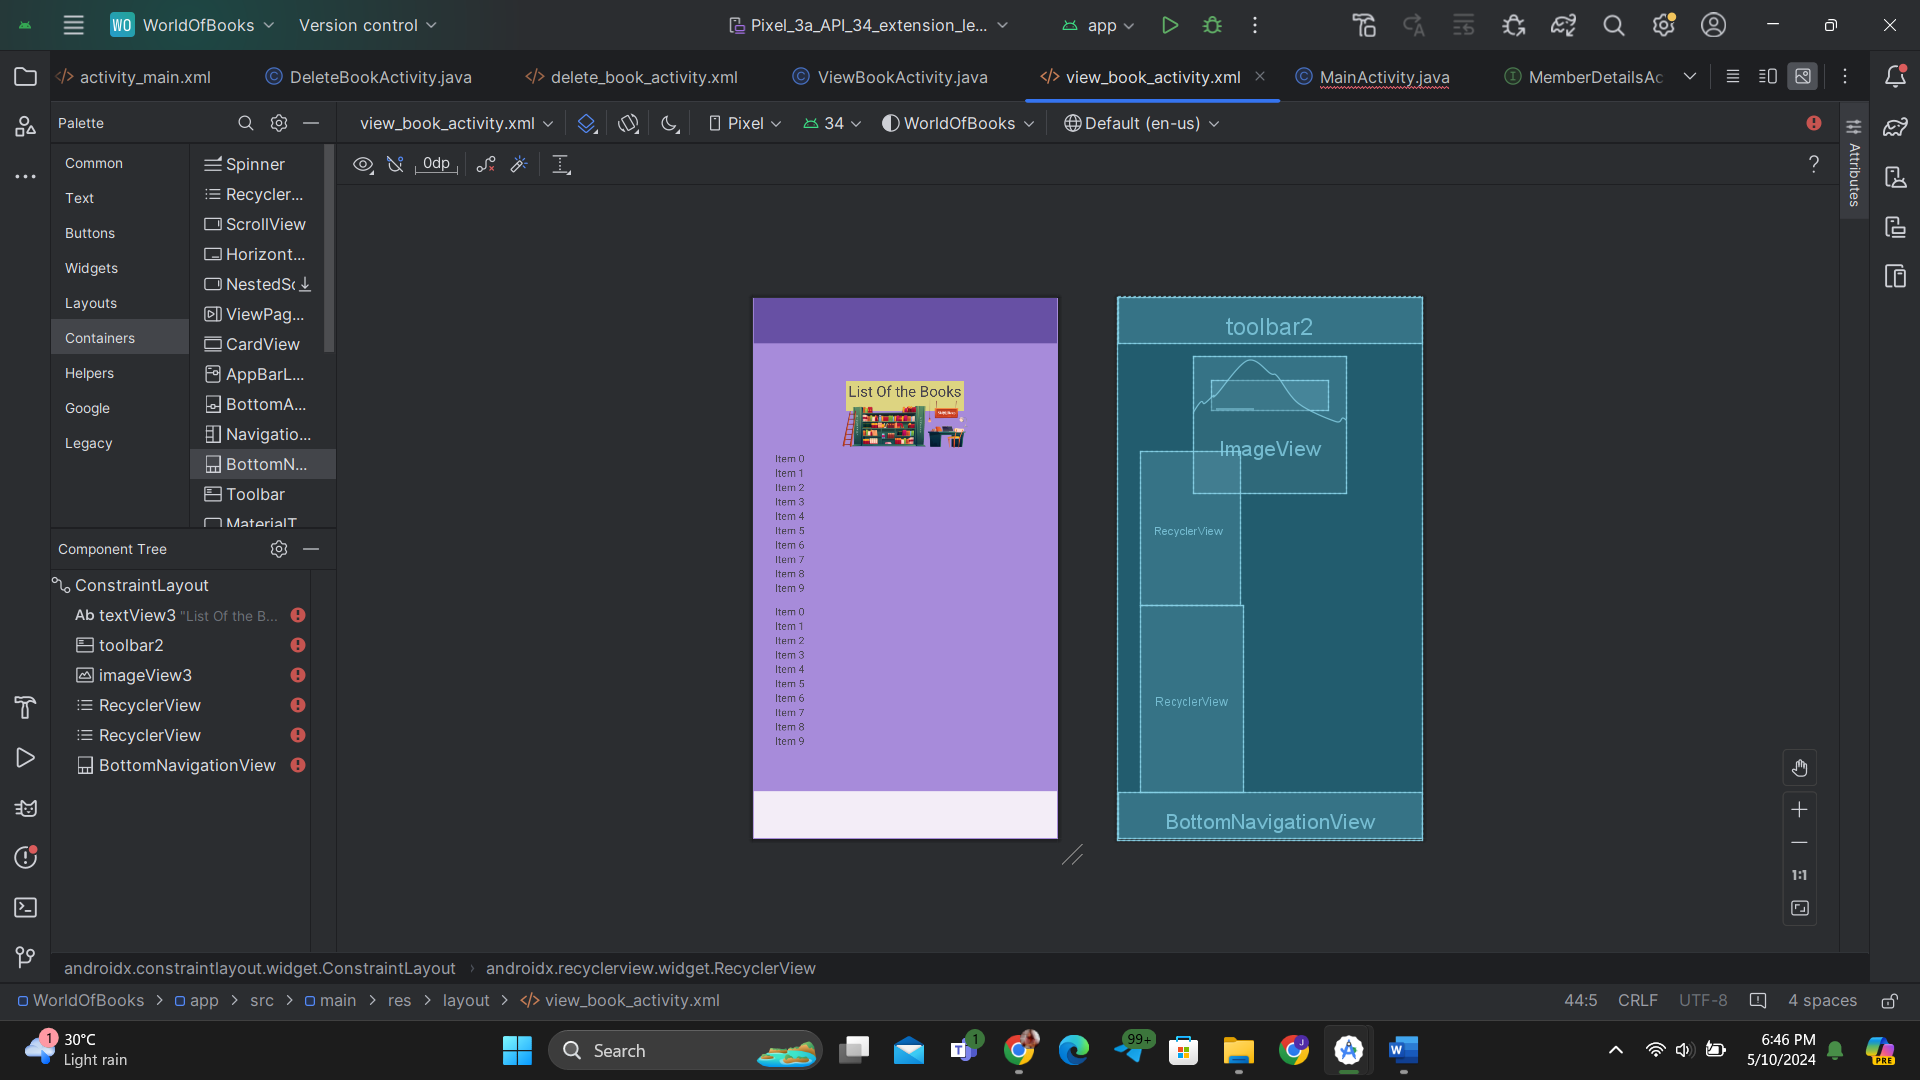 WO WorldOfBooks Version control Pixel_3a_API_34_extension_le... app
activity_main.xml DeleteBookActivity.java delete_book_activity.xml ViewBookActivity.java view_book_activity.xml MainActivity.java MemberDetailsAc
Palette view_book_activity.xml Pixel 34 WorldOfBooks Default (en-us)
0dp
?
Attributes
Common
Text
Buttons
Widgets
Layouts
Containers
Helpers
Google
Legacy
Spinner
Recycler...
ScrollView
Horizont...
NestedSc
ViewPag...
CardView
AppBarL...
BottomA...
Navigatio...
BottomN...
Toolbar
MaterialT
Component Tree
ConstraintLayout
Ab textView3 "List Of the B...
toolbar2
imageView3
RecyclerView
RecyclerView
BottomNavigationView
List Of the Books
Item 0
Item 1
Item 2
Item 3
Item 4
Item 5
Item 6
Item 7
Item 8
Item 9
Item 0
Item 1
Item 2
Item 3
Item 4
Item 5
Item 6
Item 7
Item 8
Item 9
toolbar2
ImageView
RecyclerView
RecyclerView
BottomNavigationView
1:1
androidx.constraintlayout.widget.ConstraintLayout androidx.recyclerview.widget.RecyclerView
WorldOfBooks > app > src > main > res > layout > view_book_activity.xml 44:5 CRLF UTF-8 4 spaces
1 30°C
Light rain
Search
1
99+
6:46 PM
5/10/2024
PRE